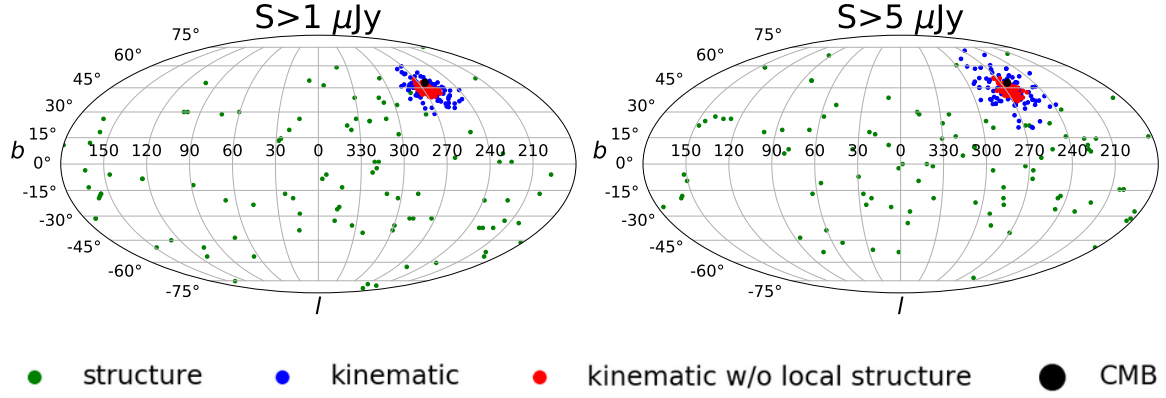 S>1 μJy
S>5 μJy
75° 75°
60° 60°
45° 45°
30° 30°
15° 15°
b 0° 150 120 90 60 30 0 330 300 270 240 210
b 0° 150 120 90 60 30 0 330 300 270 240 210
-15° -15°
-30° -30°
-45° -45°
-60° -60°
-75° -75°
l l
structure kinematic kinematic w/o local structure CMB